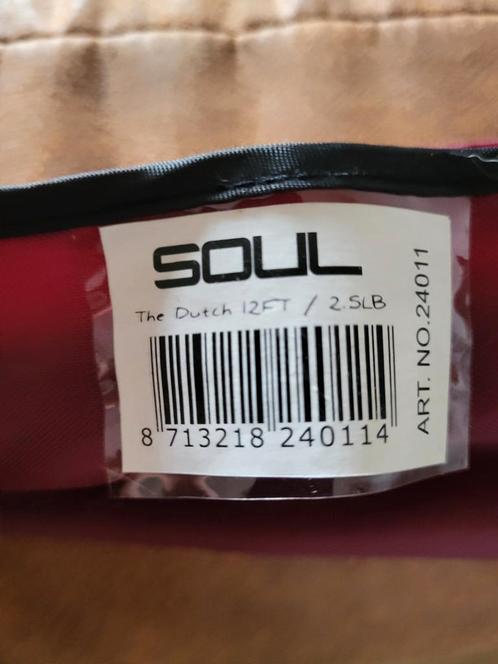 SOUL
The Dutch 12FT / 2.5LB
8 713218 240114
ART. NO.24011